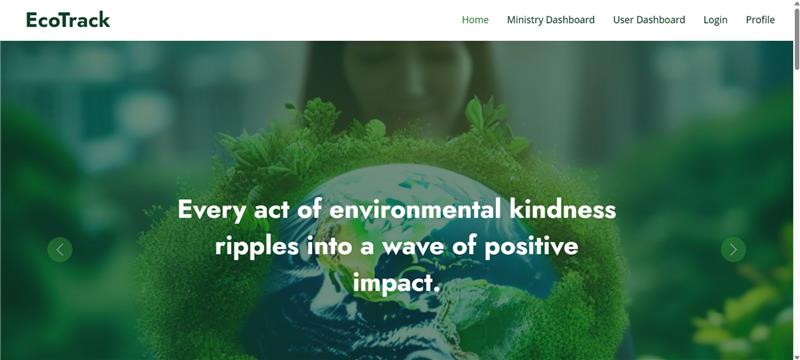 EcoTrack
Home Ministry Dashboard User Dashboard Login Profile
Every act of environmental kindness
ripples into a wave of positive
impact.